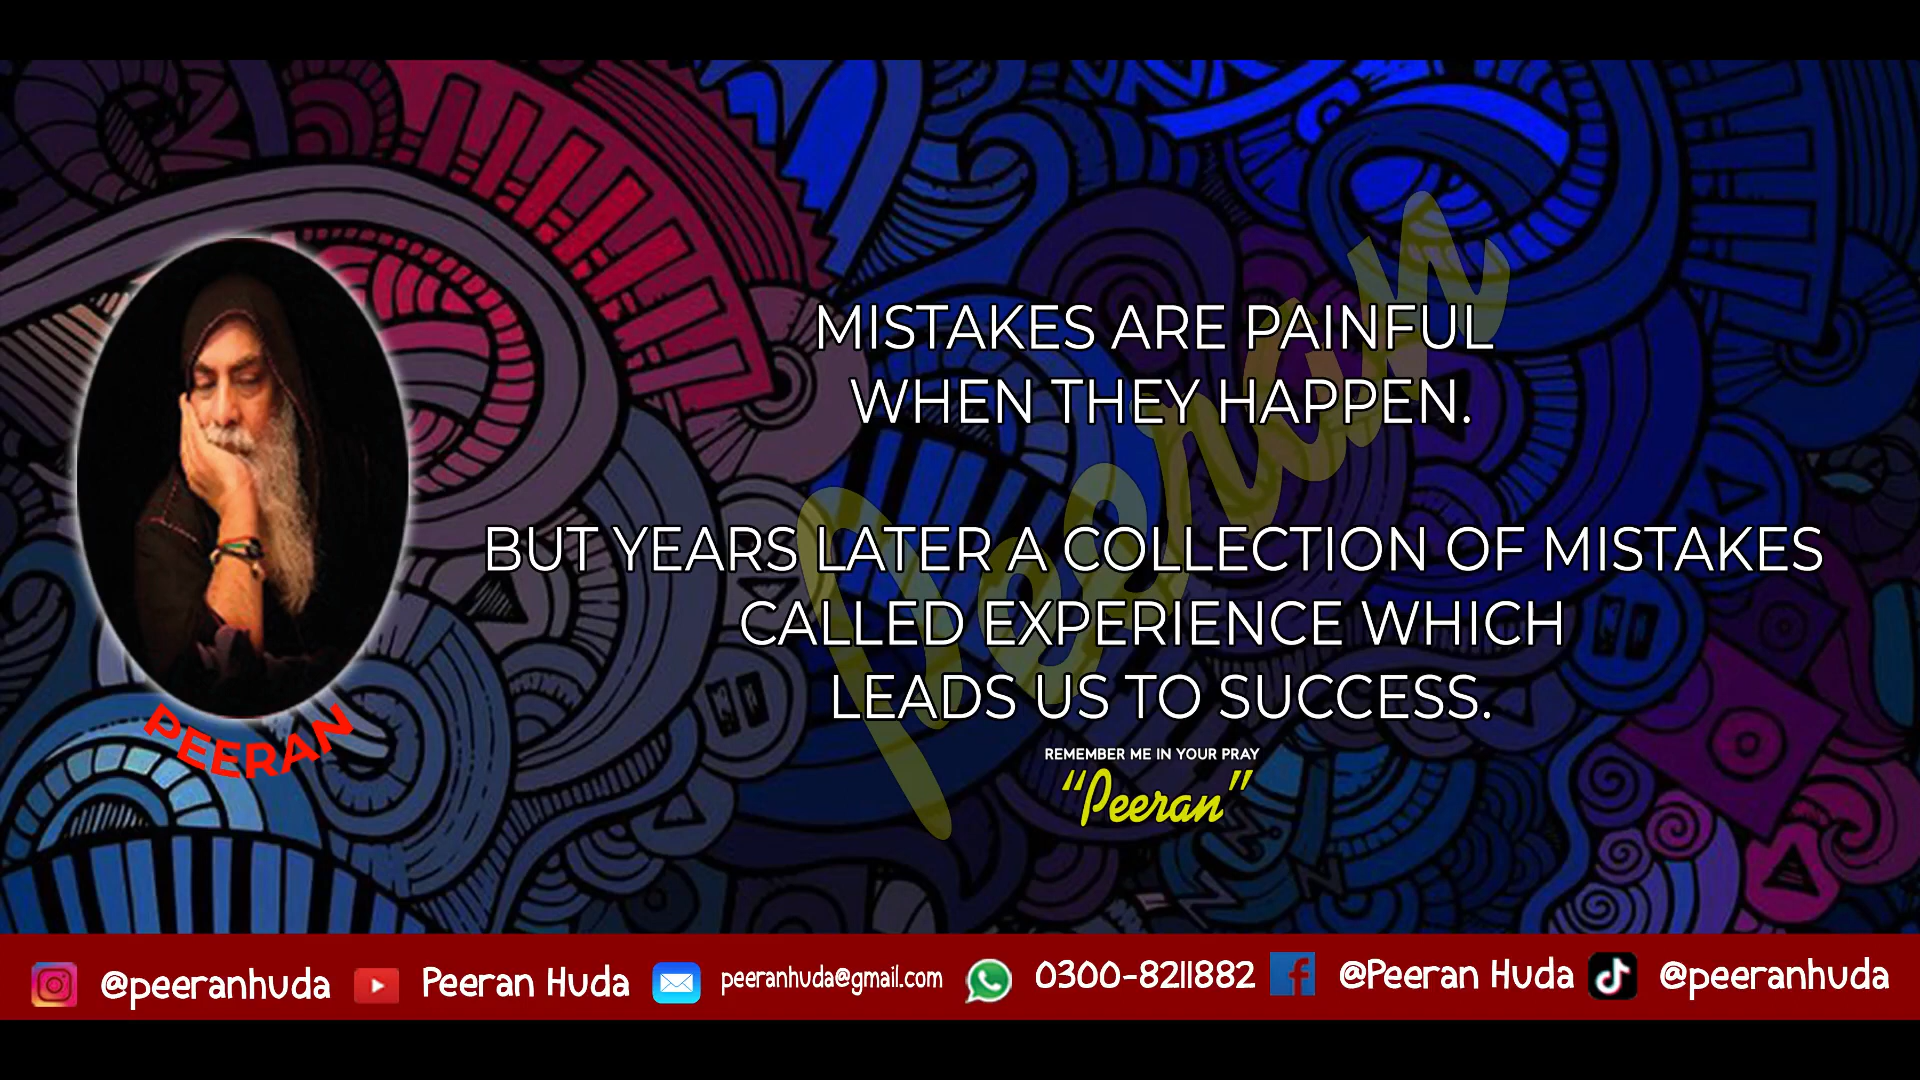 MISTAKES ARE PAINFUL
WHEN THEY HAPPEN.
BUT YEARS LATER A COLLECTION OF MISTAKES
CALLED EXPERIENCE WHICH
LEADS US TO SUCCESS.
REMEMBER ME IN YOUR PRAY
"Peeran"
Peeran
PEERAN
@peeranhuda Peeran Huda peeranhuda@gmail.com 0300-8211882 @Peeran Huda @peeranhuda